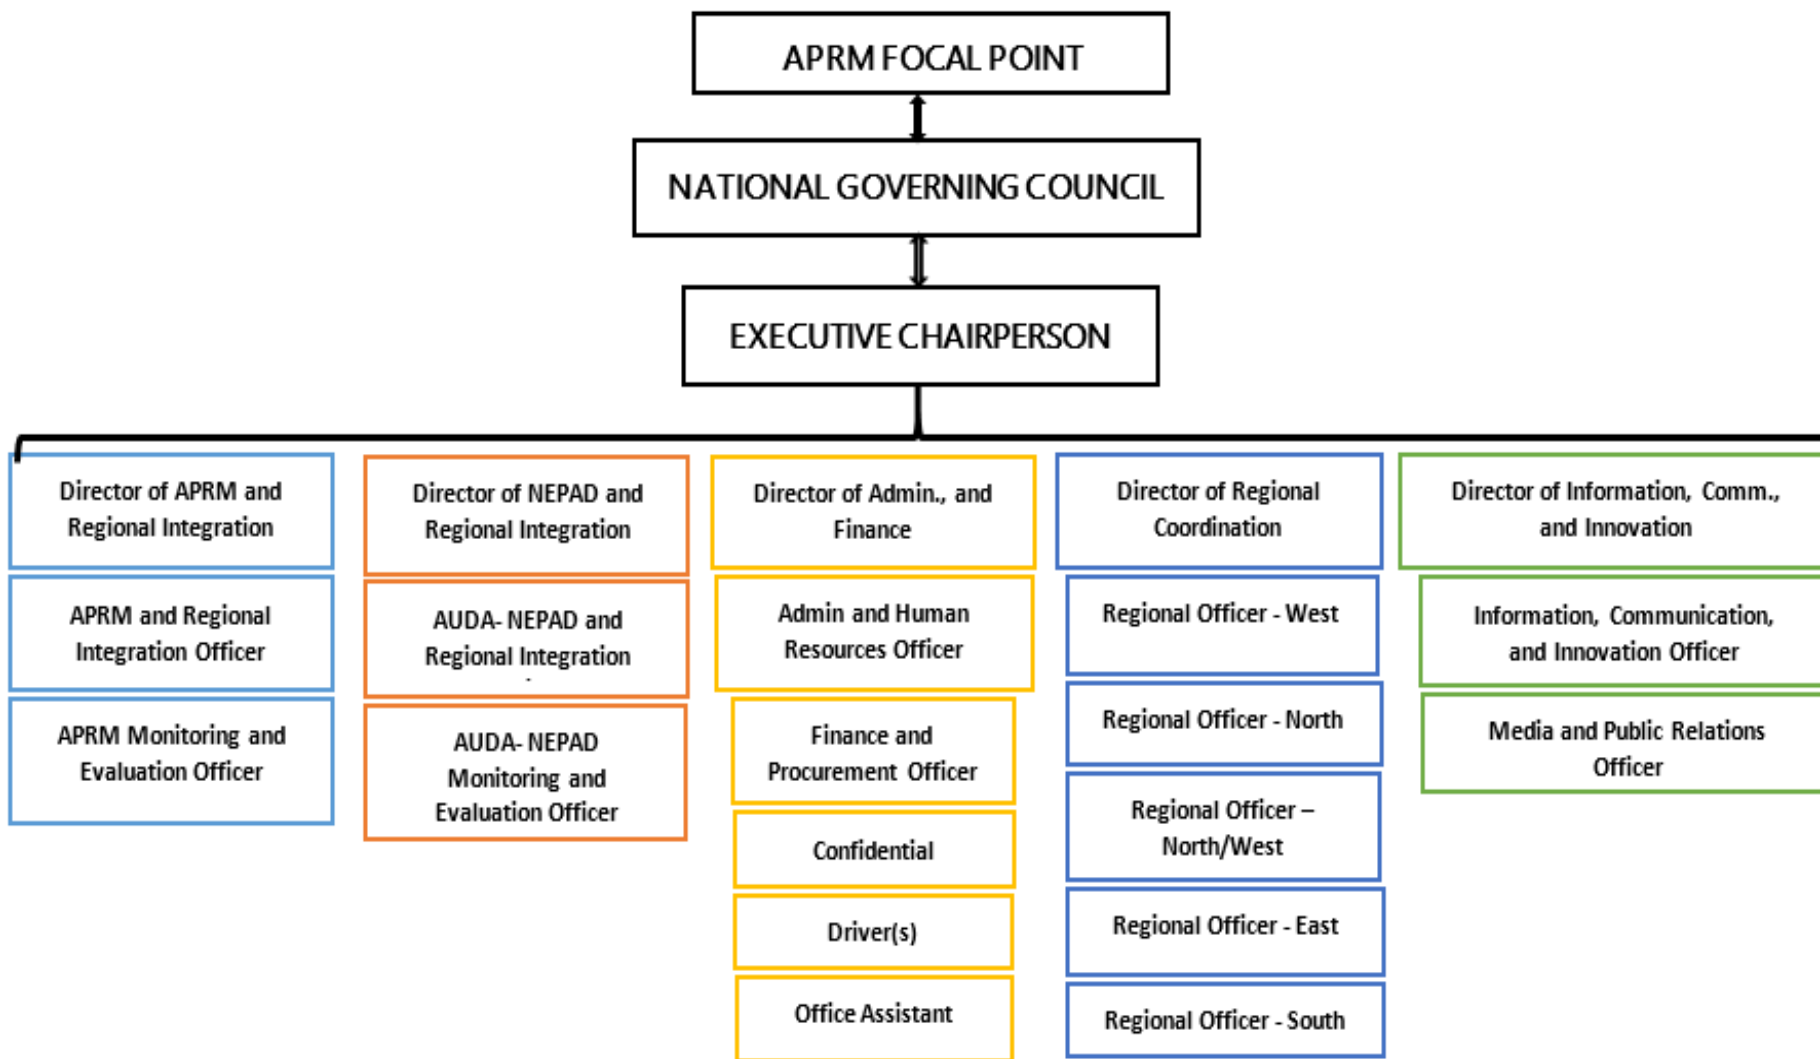 APRM FOCAL POINT
NATIONAL GOVERNING COUNCIL
EXECUTIVE CHAIRPERSON
Director of APRM and
Regional Integration
APRM and Regional
Integration Officer
APRM Monitoring and
Evaluation Officer
Director of NEPAD and
Regional Integration
AUDA- NEPAD and
Regional Integration
AUDA- NEPAD
Monitoring and
Evaluation Officer
Director of Admin., and
Finance
Admin and Human
Resources Officer
Finance and
Procurement Officer
Confidential
Driver(s)
Office Assistant
Director of Regional
Coordination
Regional Officer - West
Regional Officer - North
Regional Officer –
North/West
Regional Officer - East
Regional Officer - South
Director of Information, Comm.,
and Innovation
Information, Communication,
and Innovation Officer
Media and Public Relations
Officer